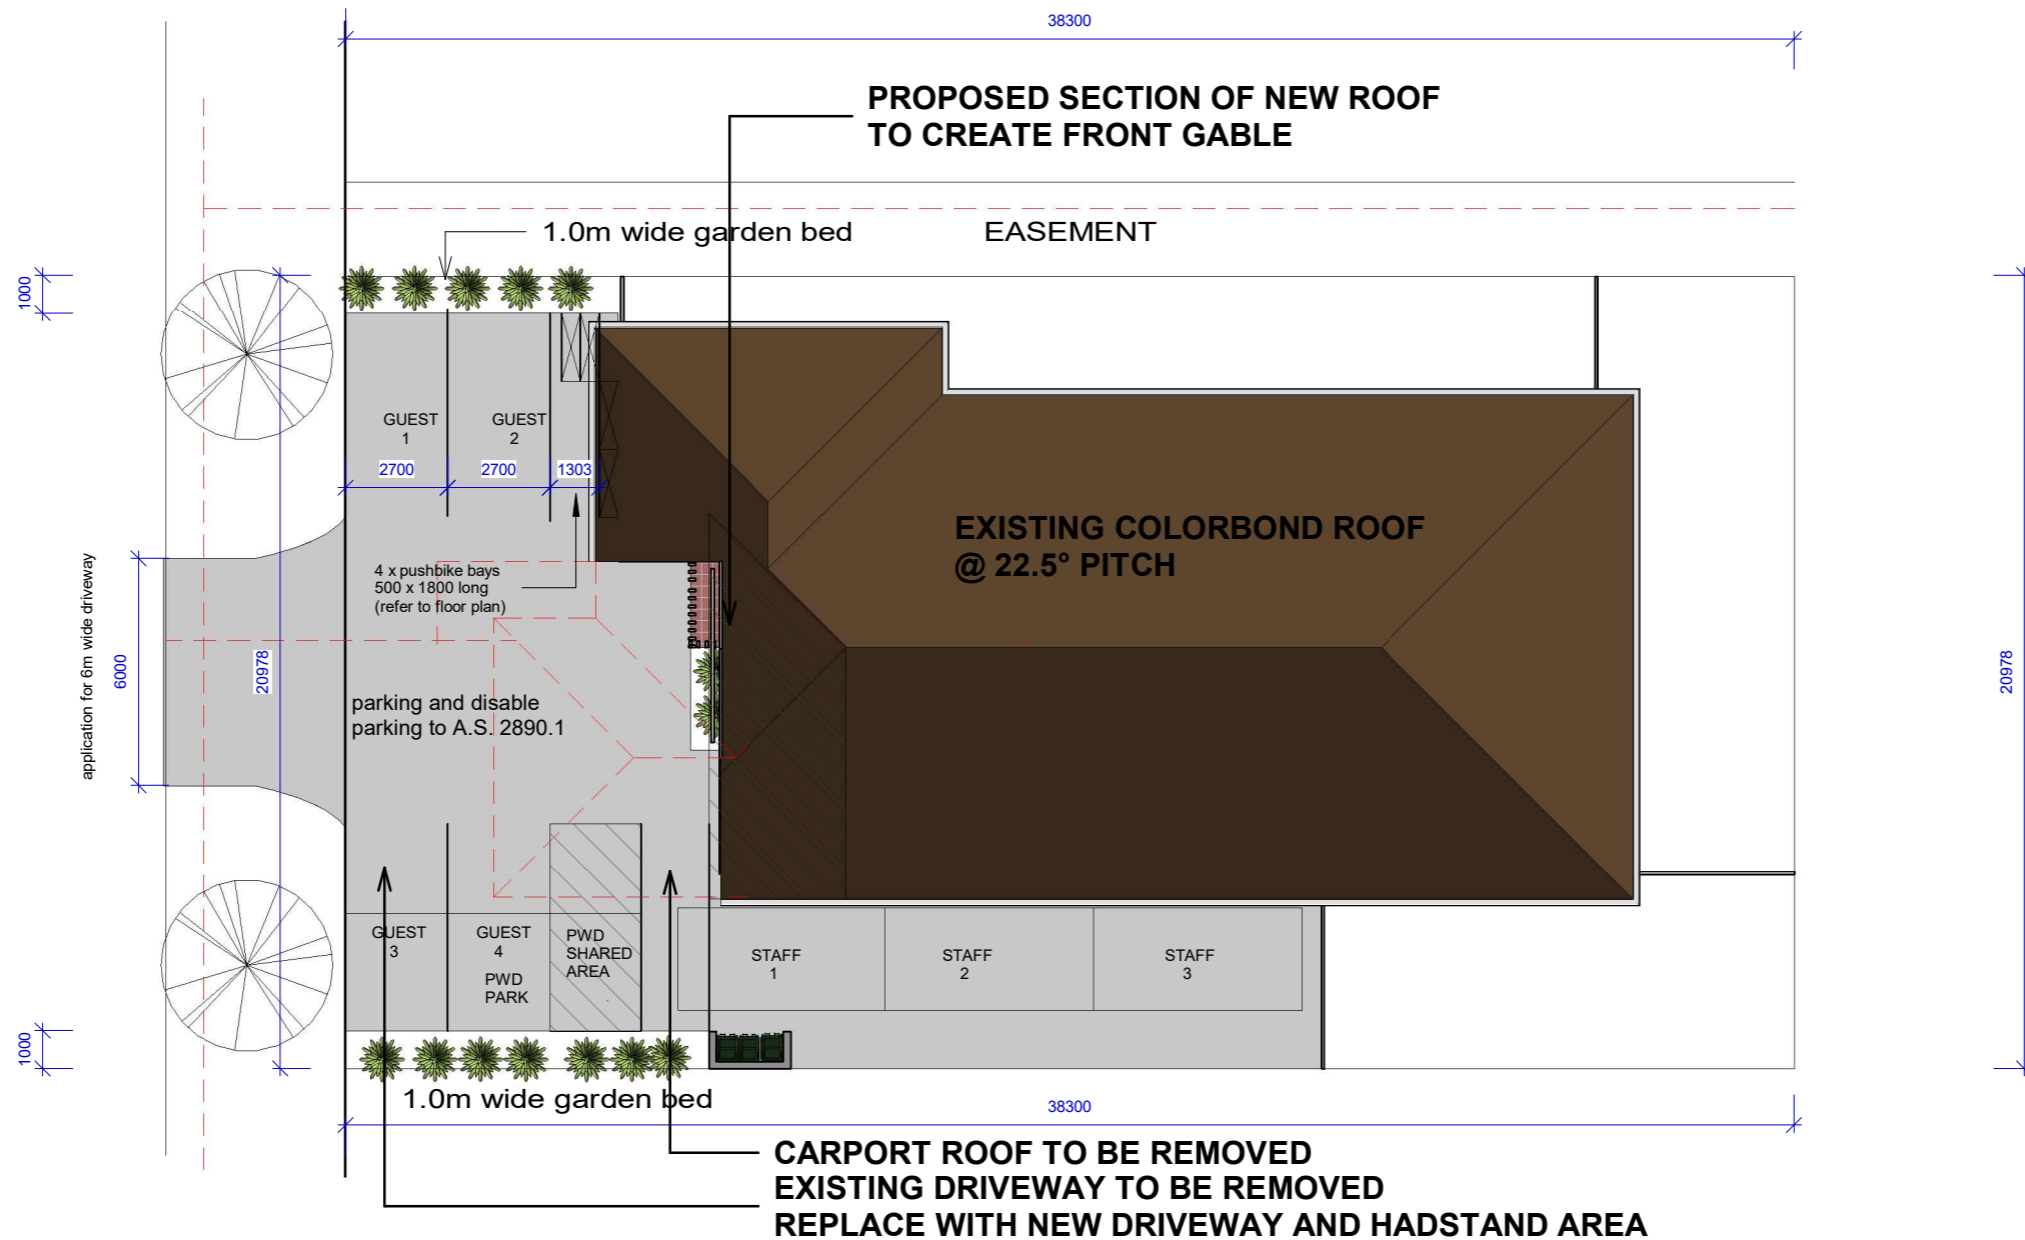 38300
PROPOSED SECTION OF NEW ROOF
TO CREATE FRONT GABLE
1.0m wide garden bed
EASEMENT
1000
GUEST
1
GUEST
2
2700
2700
1303
EXISTING COLORBOND ROOF
@ 22.5° PITCH
4 x pushbike bays
500 x 1800 long
(refer to floor plan)
application for 6m wide driveway
6000
20978
20978
parking and disable
parking to A.S. 2890.1
GUEST
3
GUEST
4
PWD
PARK
PWD
SHARED
AREA
STAFF
1
STAFF
2
STAFF
3
1000
1.0m wide garden bed
38300
CARPORT ROOF TO BE REMOVED
EXISTING DRIVEWAY TO BE REMOVED
REPLACE WITH NEW DRIVEWAY AND HADSTAND AREA